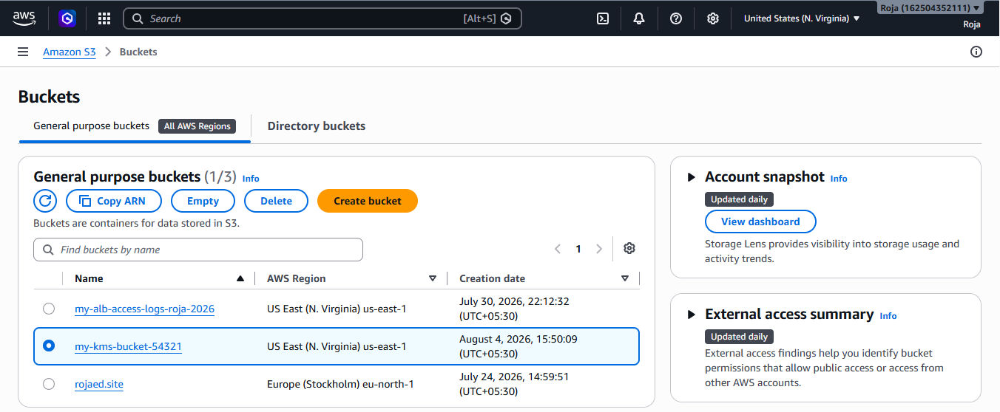 aws
Search [Alt+S]
United States (N. Virginia)
Roja (162504352111)
Roja
Amazon S3 Buckets
Buckets
General purpose buckets All AWS Regions Directory buckets
General purpose buckets (1/3) Info
Copy ARN Empty Delete Create bucket
Buckets are containers for data stored in S3.
Find buckets by name
1
Name AWS Region Creation date
my-alb-access-logs-roja-2026 US East (N. Virginia) us-east-1 July 30, 2026, 22:12:32
(UTC+05:30)
my-kms-bucket-54321 US East (N. Virginia) us-east-1 August 4, 2026, 15:50:09
(UTC+05:30)
rojaed.site Europe (Stockholm) eu-north-1 July 24, 2026, 14:59:51
(UTC+05:30)
Account snapshot Info
Updated daily
View dashboard
Storage Lens provides visibility into storage usage and
activity trends.
External access summary Info
Updated daily
External access findings help you identify bucket
permissions that allow public access or access from
other AWS accounts.